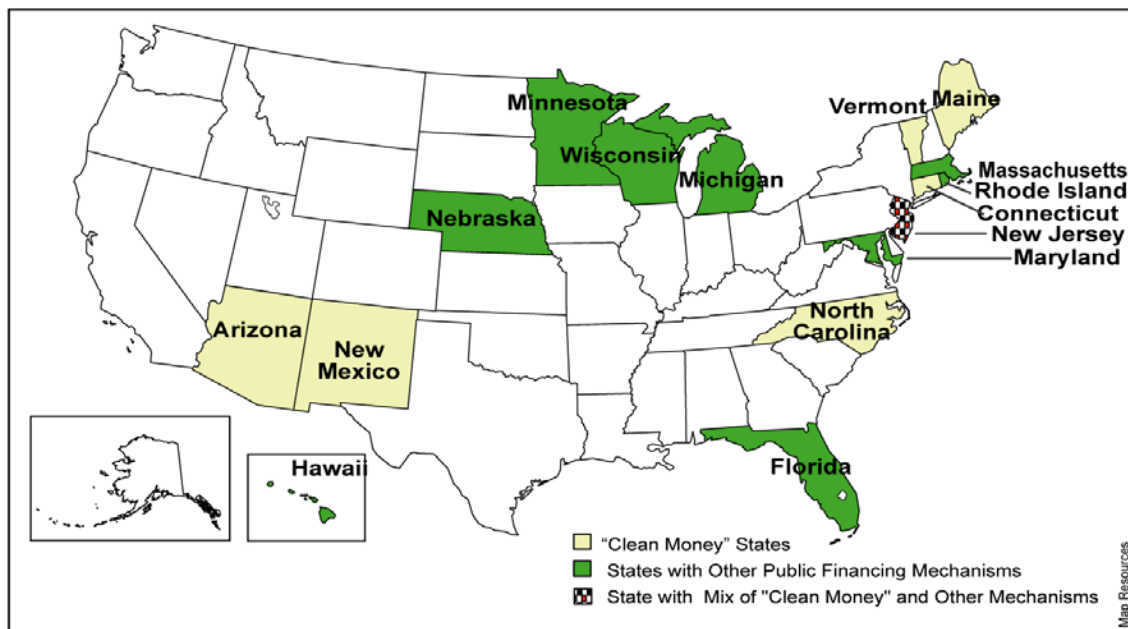 Minnesota
Vermont
Maine
Wisconsin
Michigan
Massachusetts
Rhode Island
Connecticut
New Jersey
Maryland
Nebraska
Arizona
New
Mexico
North
Carolina
Hawaii
Florida
"Clean Money" States
States with Other Public Financing Mechanisms
State with Mix of "Clean Money" and Other Mechanisms
Map Resources